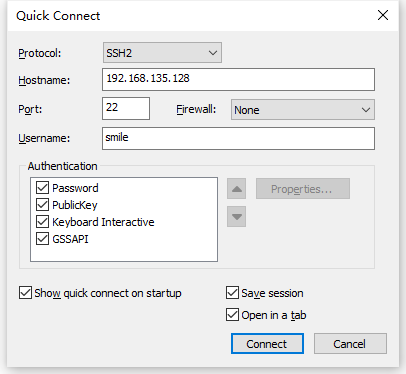 Quick Connect
Protocol: SSH2
Hostname: 192.168.135.128
Port: 22 Firewall: None
Username: smile
Authentication
Password
PublicKey
Keyboard Interactive
GSSAPI
Properties...
Show quick connect on startup Save session
Open in a tab
Connect Cancel